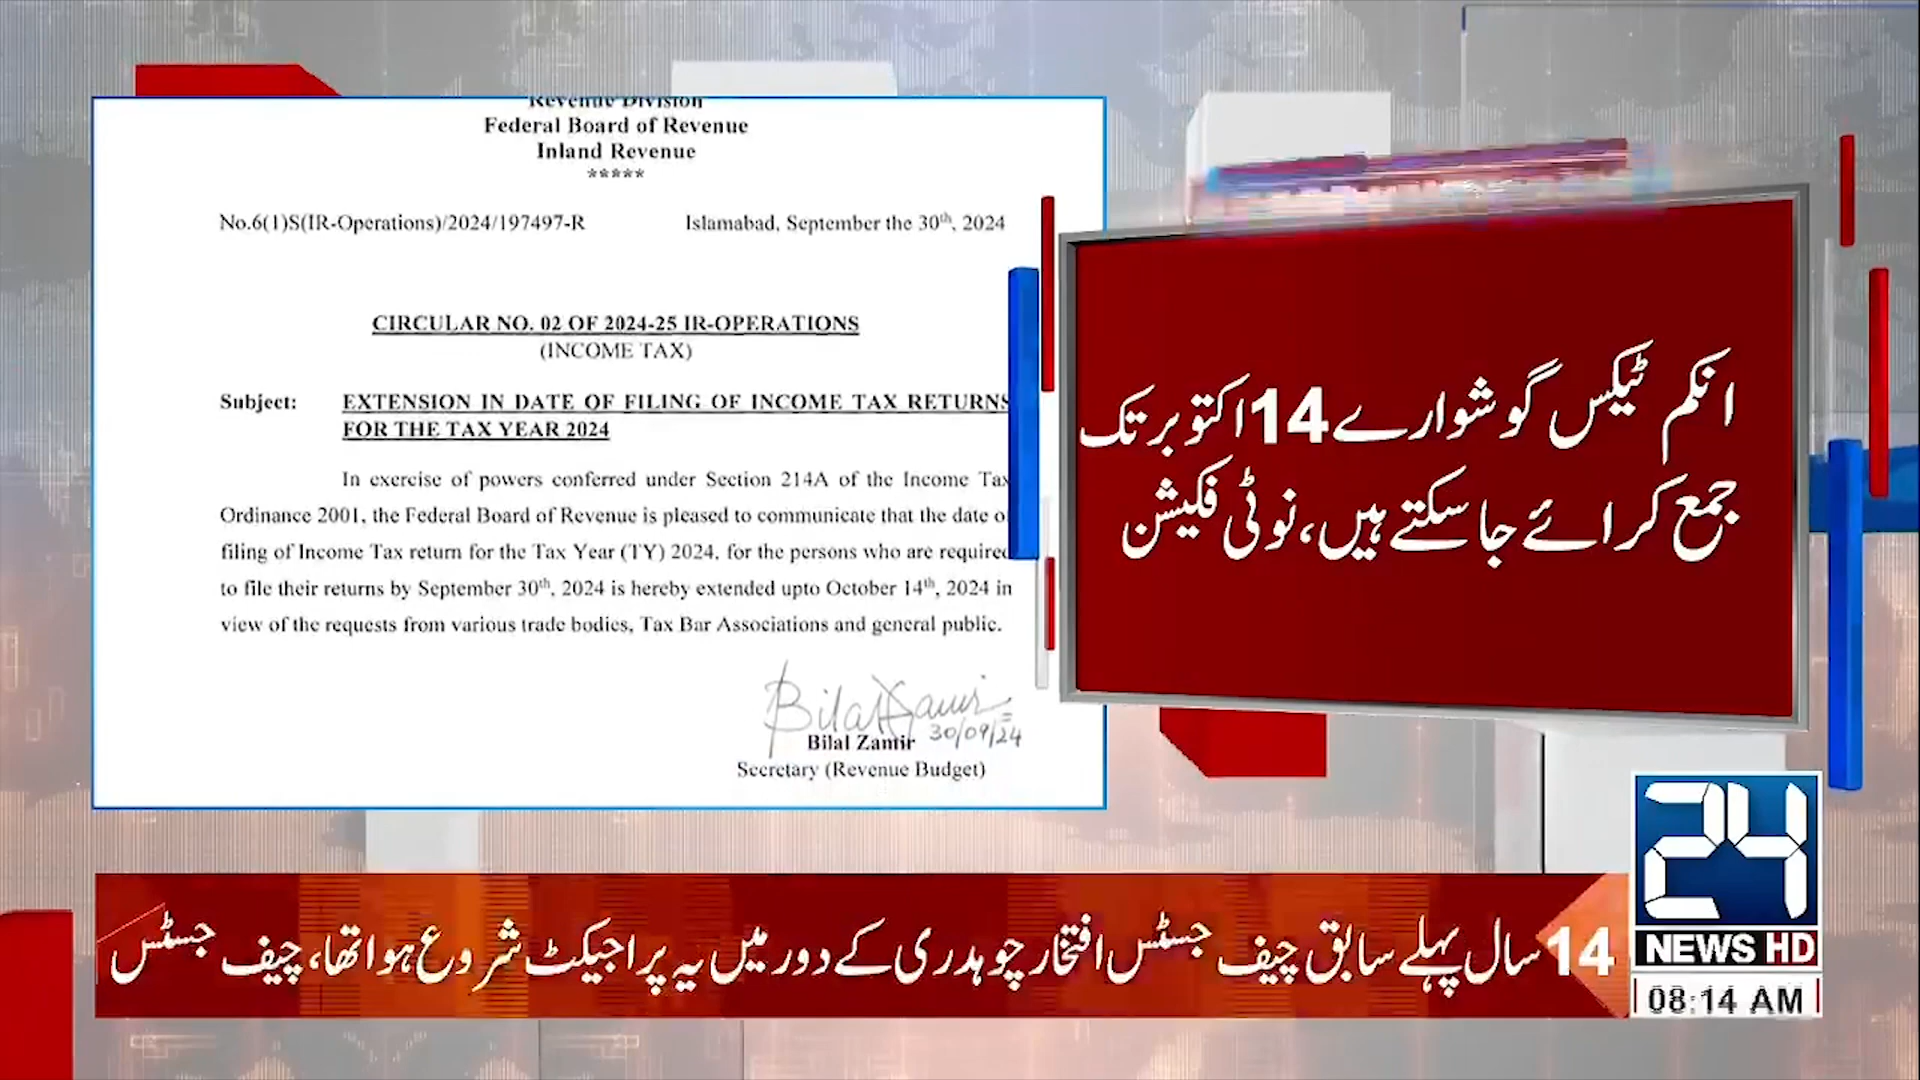 Revenue Division
Federal Board of Revenue
Inland Revenue
*****
No.6(1)S(IR-Operations)/2024/197497-R Islamabad, September the 30th, 2024
CIRCULAR NO. 02 OF 2024-25 IR-OPERATIONS
(INCOME TAX)
Subject: EXTENSION IN DATE OF FILING OF INCOME TAX RETURNS
FOR THE TAX YEAR 2024
In exercise of powers conferred under Section 214A of the Income Tax
Ordinance 2001, the Federal Board of Revenue is pleased to communicate that the date of
filing of Income Tax return for the Tax Year (TY) 2024, for the persons who are required
to file their returns by September 30th, 2024 is hereby extended upto October 14th, 2024 in
view of the requests from various trade bodies, Tax Bar Associations and general public.
Bilal Zamir
30/09/24
Bilal Zamir
Secretary (Revenue Budget)
انکم ٹیکس گوشوارے 14 اکتوبر تک
جمع کرائے جا سکتے ہیں، نوٹی فکیشن
14 سال پہلے سابق چیف جسٹس افتخار چوہدری کے دور میں یہ پراجیکٹ شروع ہوا تھا، چیف جسٹس
24
NEWS HD
08:14 AM